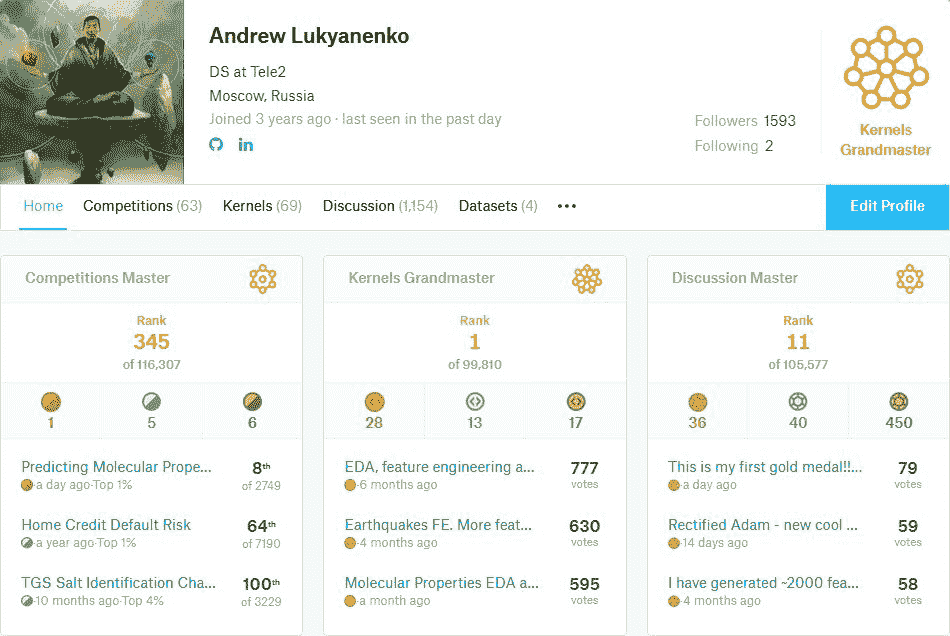 Andrew Lukyanenko
DS at Tele2
Moscow, Russia
Joined 3 years ago · last seen in the past day
in
Followers 1593
Following 2
Kernels
Grandmaster
Home Competitions (63) Kernels (69) Discussion (1,154) Datasets (4) ••• Edit Profile
Competitions Master
Rank
345
of 116,307
1 5 6
Predicting Molecular Prope... 8th
a day ago·Top 1% of 2749
Home Credit Default Risk 64th
a year ago·Top 1% of 7190
TGS Salt Identification Cha... 100th
10 months ago·Top 4% of 3229
Kernels Grandmaster
Rank
1
of 99,810
28 13 17
EDA, feature engineering a... 777
6 months ago votes
Earthquakes FE. More feat... 630
4 months ago votes
Molecular Properties EDA a... 595
a month ago votes
Discussion Master
Rank
11
of 105,577
36 40 450
This is my first gold medal!!... 79
a day ago votes
Rectified Adam - new cool ... 59
14 days ago votes
I have generated ~2000 fea... 58
4 months ago votes